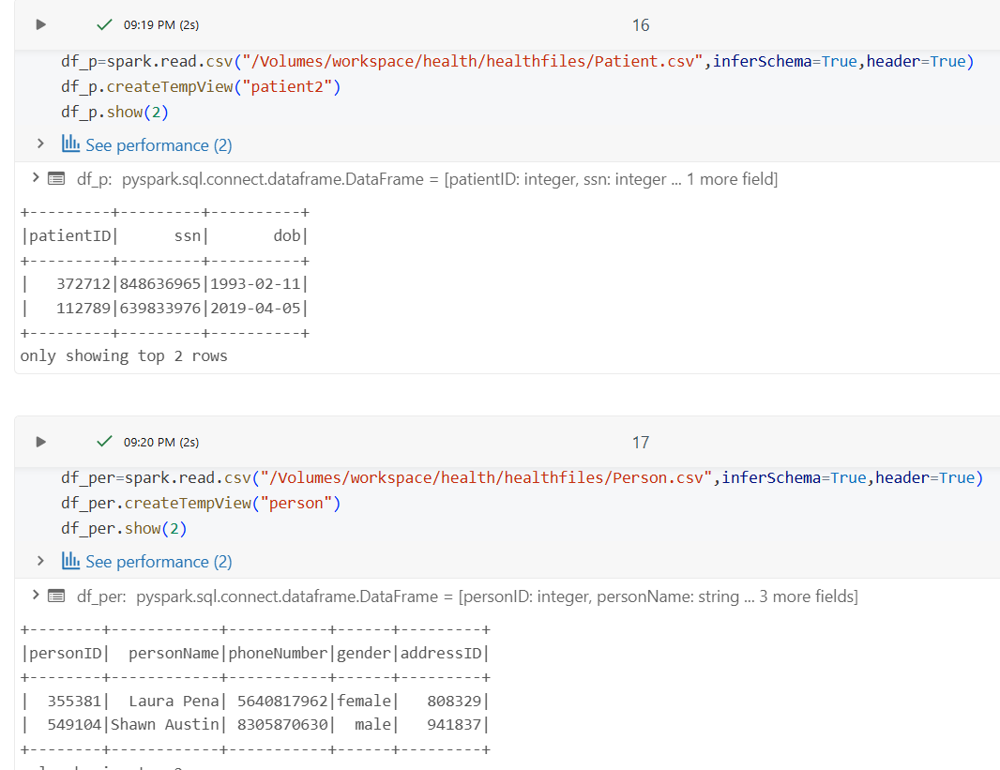 09:19 PM (2s) 16
df_p=spark.read.csv("/Volumes/workspace/health/healthfiles/Patient.csv",inferSchema=True,header=True)
df_p.createTempView("patient2")
df_p.show(2)
See performance (2)
df_p: pyspark.sql.connect.dataframe.DataFrame = [patientID: integer, ssn: integer ... 1 more field]
+---------+---------+----------+
|patientID|      ssn|       dob|
+---------+---------+----------+
|   372712|848636965|1993-02-11|
|   112789|639833976|2019-04-05|
+---------+---------+----------+
only showing top 2 rows
09:20 PM (2s) 17
df_per=spark.read.csv("/Volumes/workspace/health/healthfiles/Person.csv",inferSchema=True,header=True)
df_per.createTempView("person")
df_per.show(2)
See performance (2)
df_per: pyspark.sql.connect.dataframe.DataFrame = [personID: integer, personName: string ... 3 more fields]
+--------+------------+-----------+------+---------+
|personID|  personName|phoneNumber|gender|addressID|
+--------+------------+-----------+------+---------+
|  355381|  Laura Pena| 5640817962|female|   808329|
|  549104|Shawn Austin| 8305870630|  male|   941837|
+--------+------------+-----------+------+---------+